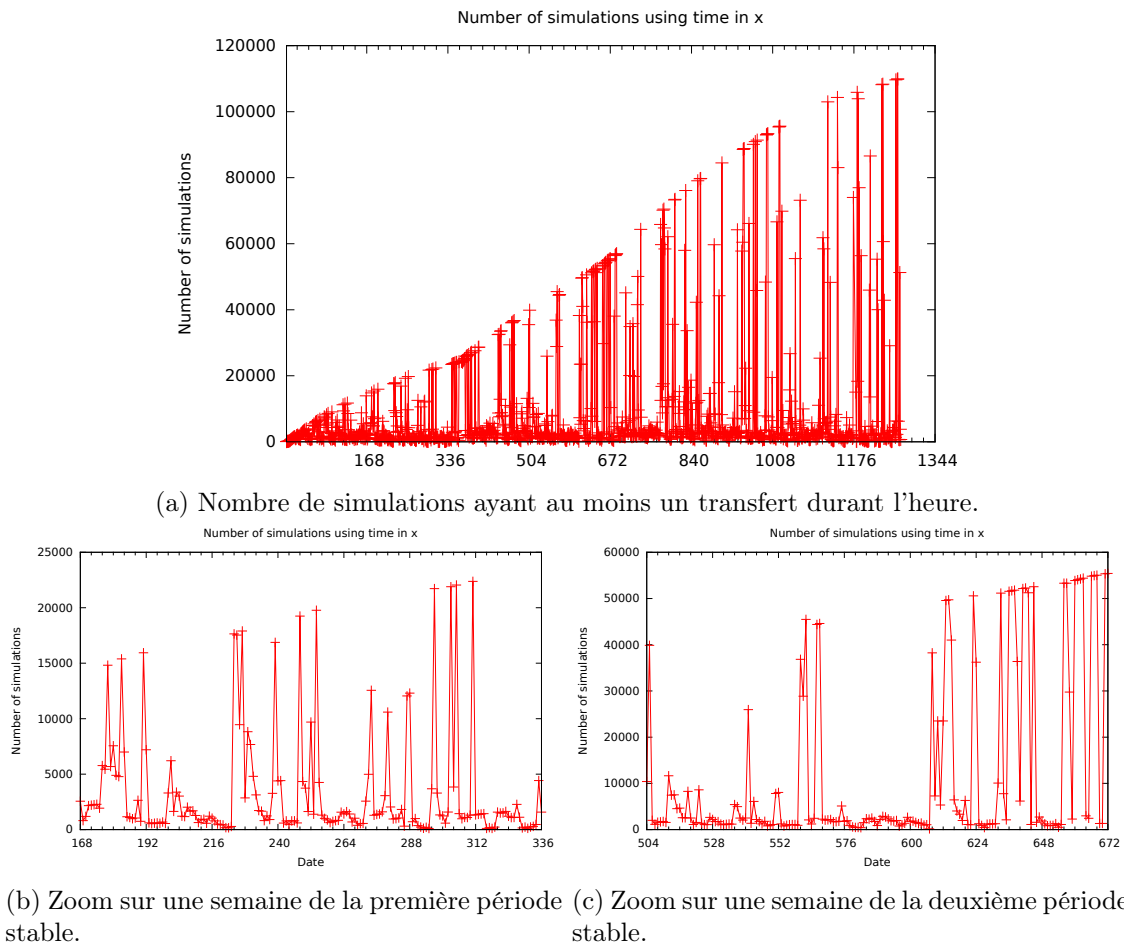 Number of simulations using time in x
120000
100000
80000
60000
40000
20000
0
Number of simulations
168 336 504 672 840 1008 1176 1344
(a) Nombre de simulations ayant au moins un transfert durant l'heure.
Number of simulations using time in x
25000
20000
15000
10000
5000
0
Number of simulations
168 192 216 240 264 288 312 336
Date
Number of simulations using time in x
60000
50000
40000
30000
20000
10000
0
Number of simulations
504 528 552 576 600 624 648 672
Date
(b) Zoom sur une semaine de la première période
stable.
(c) Zoom sur une semaine de la deuxième période
stable.